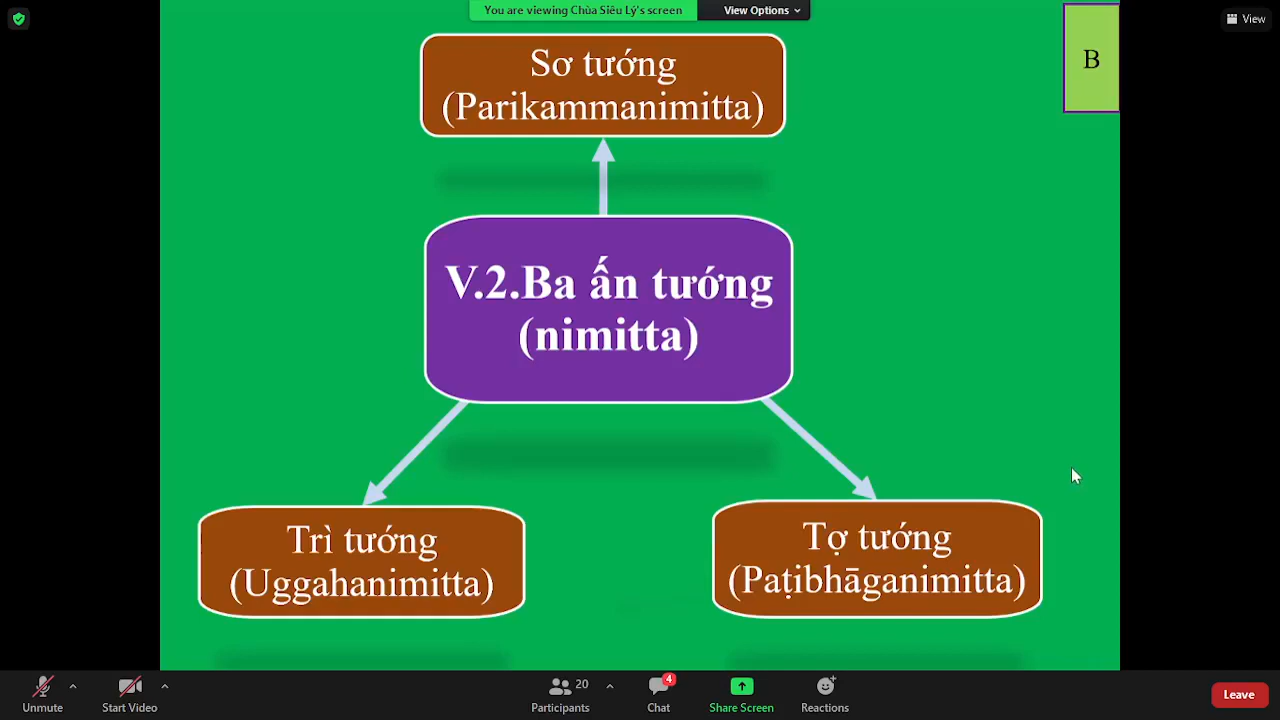 You are viewing Chùa Siêu Lý's screen
View Options
View
B
Sơ tướng
(Parikammanimitta)
V.2.Ba ấn tướng
(nimitta)
Trì tướng
(Uggahanimitta)
Tợ tướng
(Paṭibhāganimitta)
Unmute
Start Video
20
Participants
4
Chat
Share Screen
Reactions
Leave